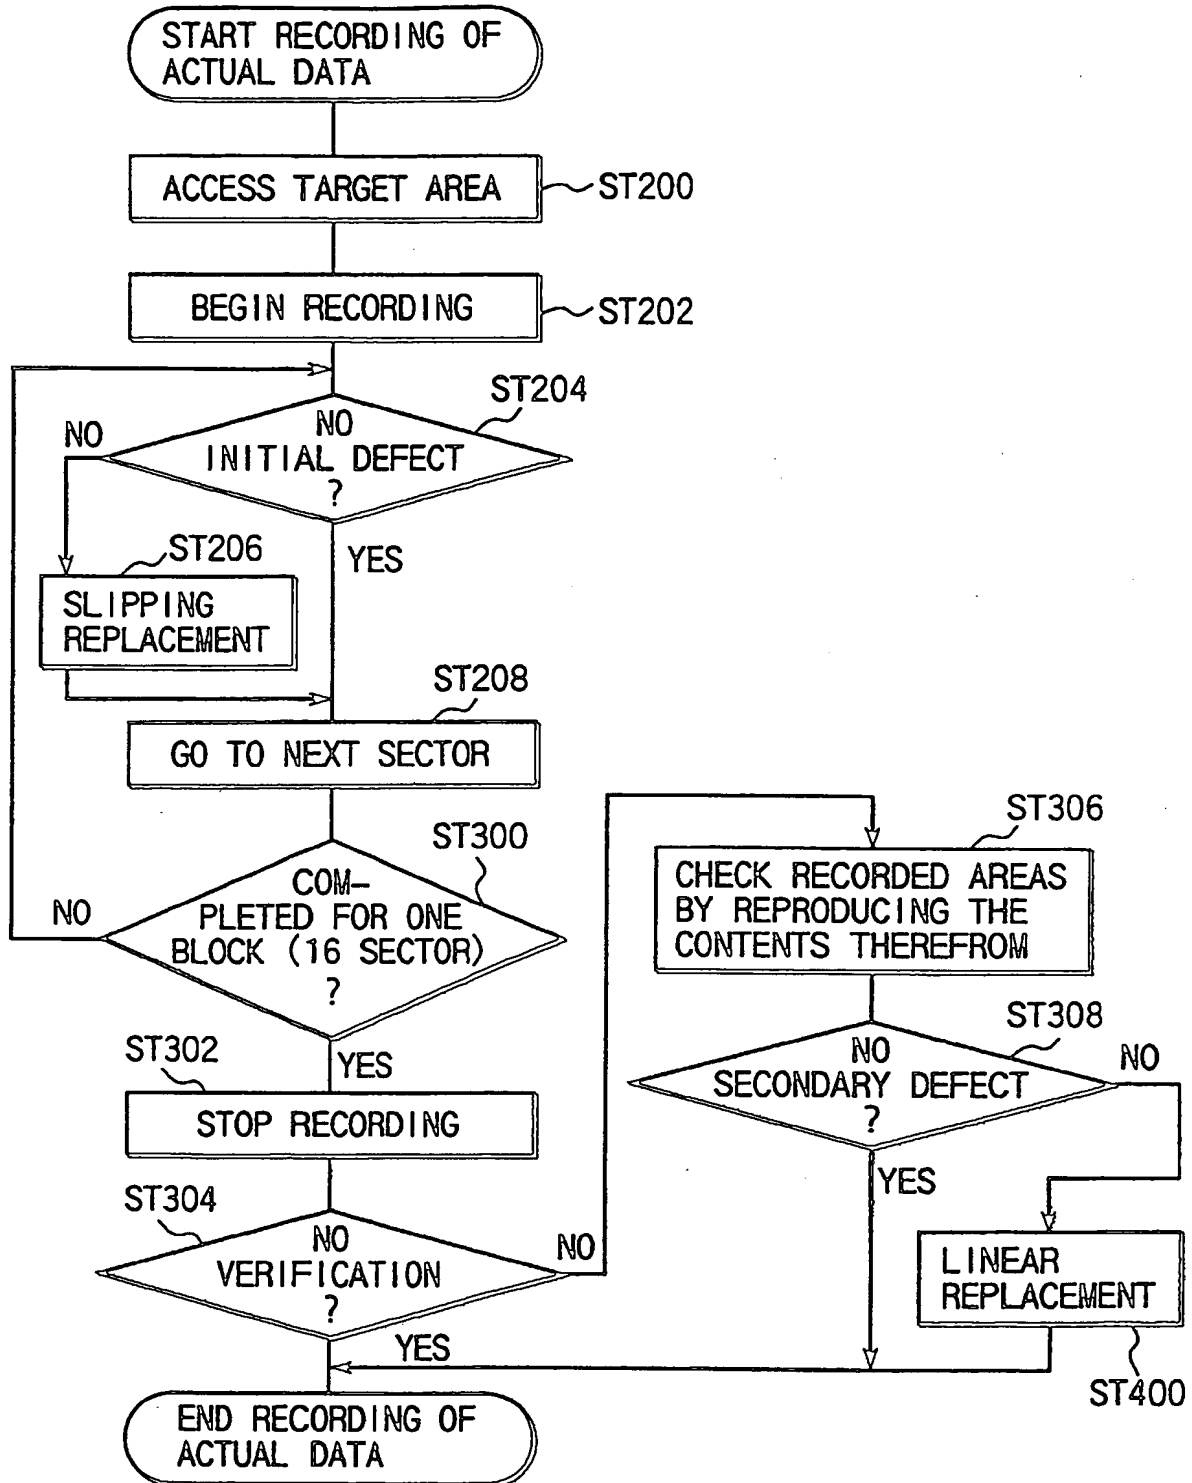 START RECORDING OF
ACTUAL DATA
ACCESS TARGET AREA
ST200
BEGIN RECORDING
ST202
ST204
NO
NO
INITIAL DEFECT
?
YES
ST206
SLIPPING
REPLACEMENT
ST208
GO TO NEXT SECTOR
ST300
COM-
PLETED FOR ONE
BLOCK (16 SECTOR)
?
NO
YES
ST302
STOP RECORDING
ST304
NO
VERIFICATION
?
NO
YES
ST306
CHECK RECORDED AREAS
BY REPRODUCING THE
CONTENTS THEREFROM
ST308
NO
SECONDARY DEFECT
?
NO
YES
LINEAR
REPLACEMENT
ST400
END RECORDING OF
ACTUAL DATA